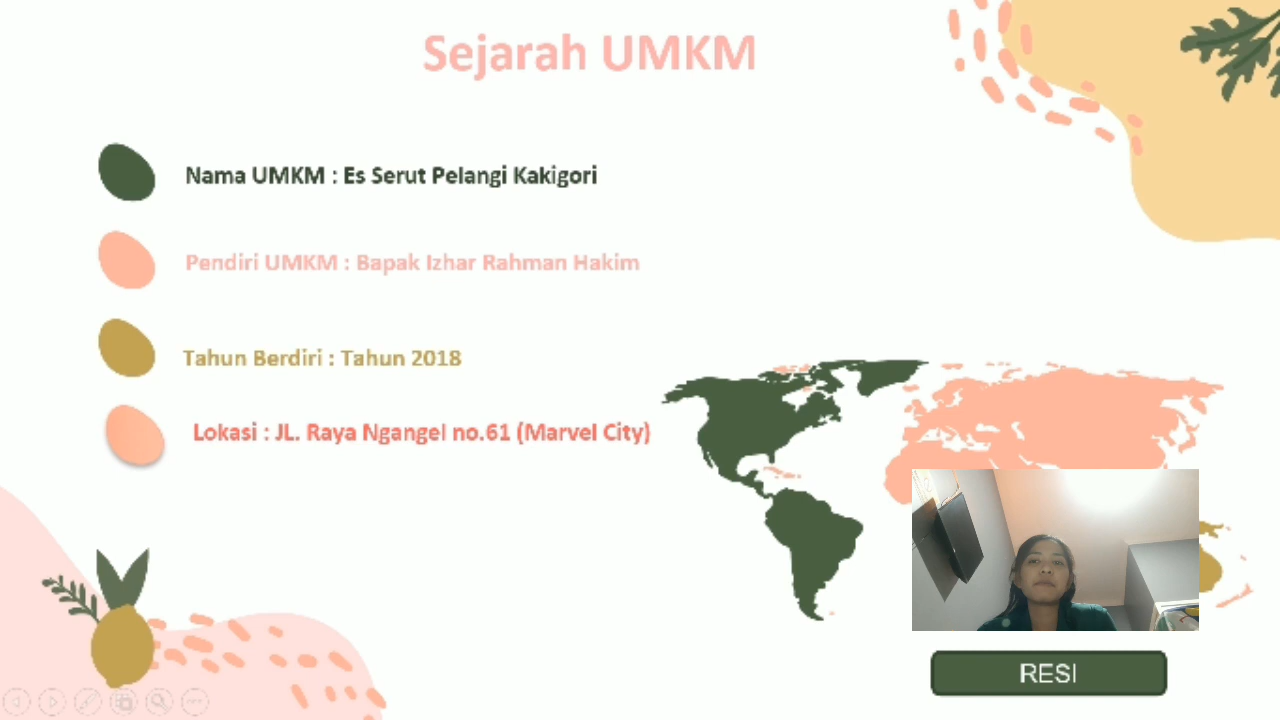 Sejarah UMKM
Nama UMKM : Es Serut Pelangi Kakigori
Pendiri UMKM : Bapak Izhar Rahman Hakim
Tahun Berdiri : Tahun 2018
Lokasi : JL. Raya Ngangel no.61 (Marvel City)
RESI